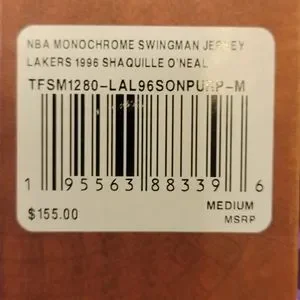 NBA MONOCHROME SWINGMAN JERSEY
LAKERS 1996 SHAQUILLE O'NEAL
TFSM1280-LAL96SONPURP-M
1 95563 88339 6
MEDIUM
$155.00 MSRP